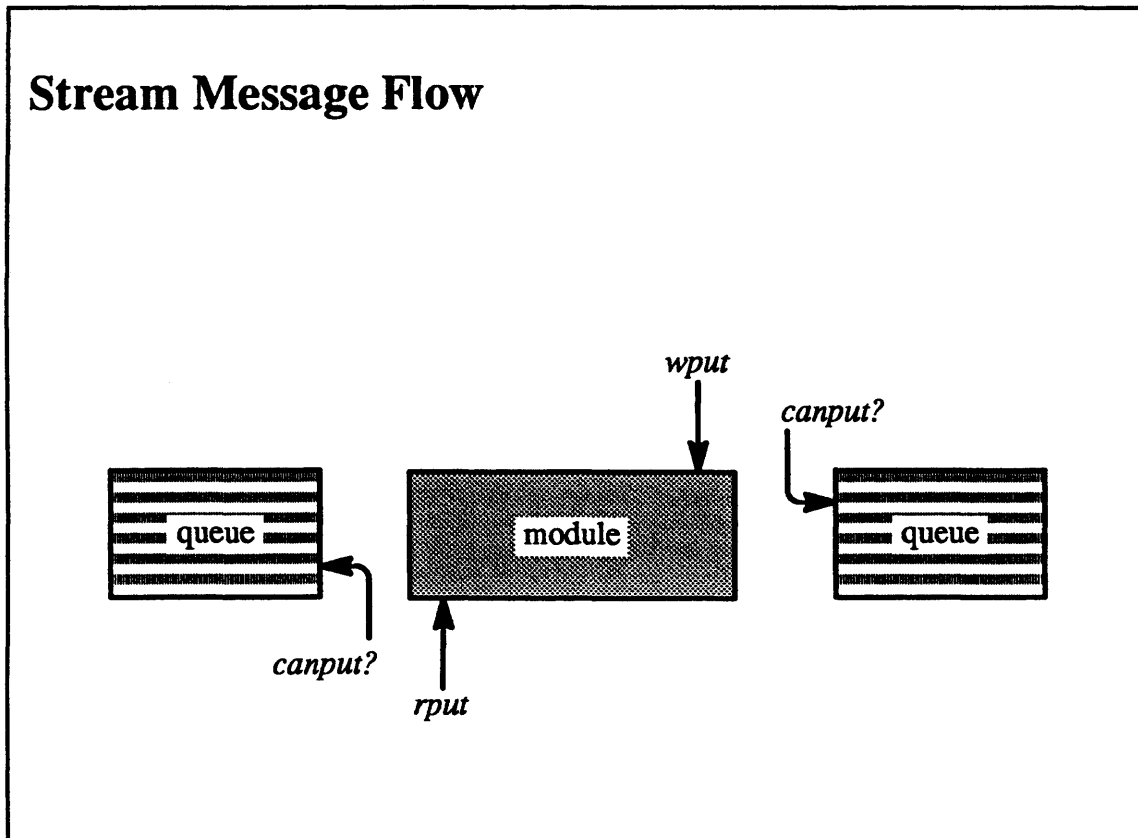 Stream Message Flow
wput
canput?
queue
module
queue
canput?
rput